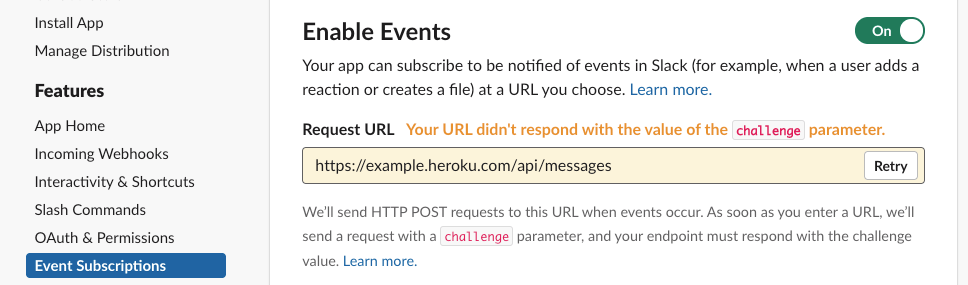 Install App
Manage Distribution
Features
App Home
Incoming Webhooks
Interactivity & Shortcuts
Slash Commands
OAuth & Permissions
Event Subscriptions
Enable Events
On
Your app can subscribe to be notified of events in Slack (for example, when a user adds a
reaction or creates a file) at a URL you choose. Learn more.
Request URL Your URL didn't respond with the value of the challenge parameter.
https://example.heroku.com/api/messages
Retry
We’ll send HTTP POST requests to this URL when events occur. As soon as you enter a URL, we’ll
send a request with a challenge parameter, and your endpoint must respond with the challenge
value. Learn more.